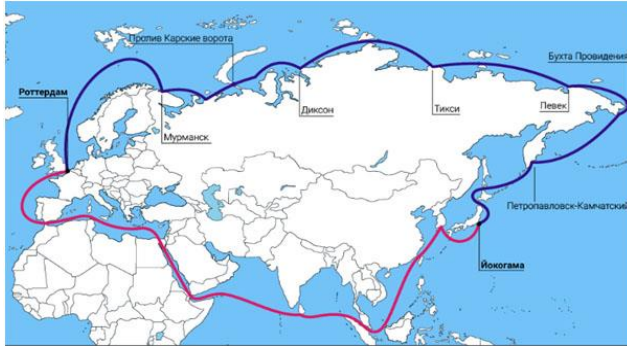 Пролив Карские ворота
Бухта Провидения
Роттердам
Диксон
Тикси
Певек
Мурманск
Петропавловск-Камчатский
Йокогама